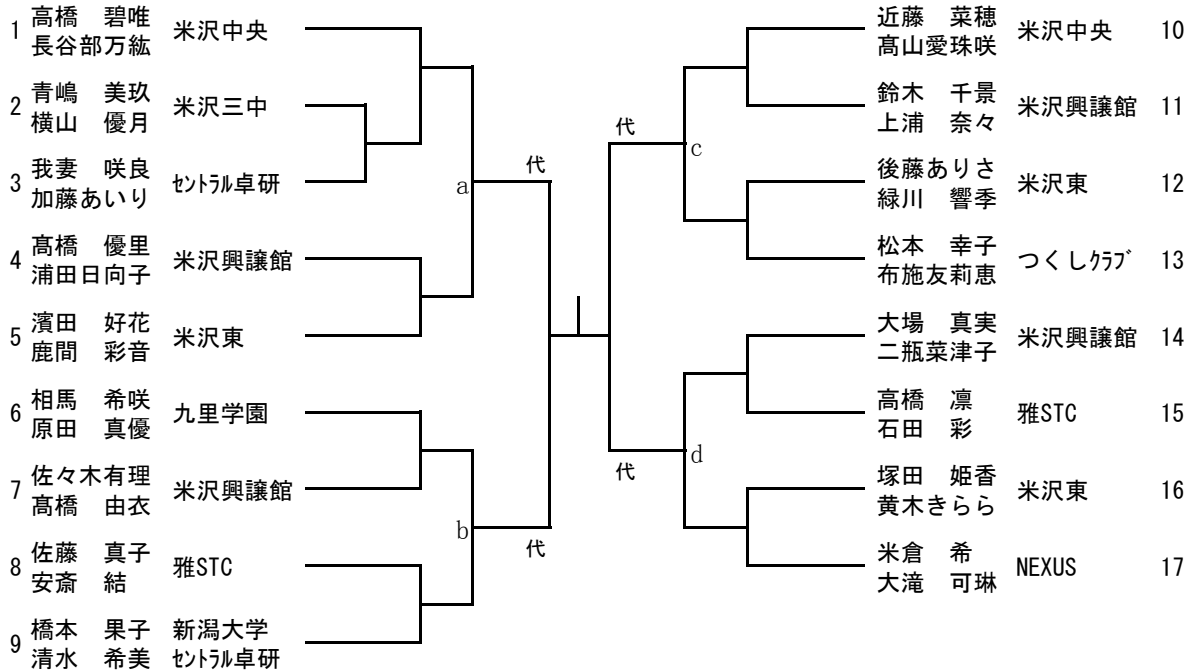 1 高橋　碧唯 米沢中央
長谷部万紘
2 青嶋　美玖 米沢三中
横山　優月
3 我妻　咲良 ｾﾝﾄﾗﾙ卓研
加藤あいり
4 髙橋　優里 米沢興譲館
浦田日向子
5 濱田　好花 米沢東
鹿間　彩音
6 相馬　希咲 九里学園
原田　真優
7 佐々木有理 米沢興譲館
髙橋　由衣
8 佐藤　真子 雅STC
安斎　結
9 橋本　果子 新潟大学
清水　希美 ｾﾝﾄﾗﾙ卓研
a
代
b
代
代
c
代
d
近藤　菜穂 米沢中央 10
髙山愛珠咲
鈴木　千景 米沢興譲館 11
上浦　奈々
後藤ありさ 米沢東 12
緑川　響季
松本　幸子 つくしｸﾗﾌﾞ 13
布施友莉恵
大場　真実 米沢興譲館 14
二瓶菜津子
高橋　凛 雅STC 15
石田　彩
塚田　姫香 米沢東 16
黄木きらら
米倉　希 NEXUS 17
大滝　可琳